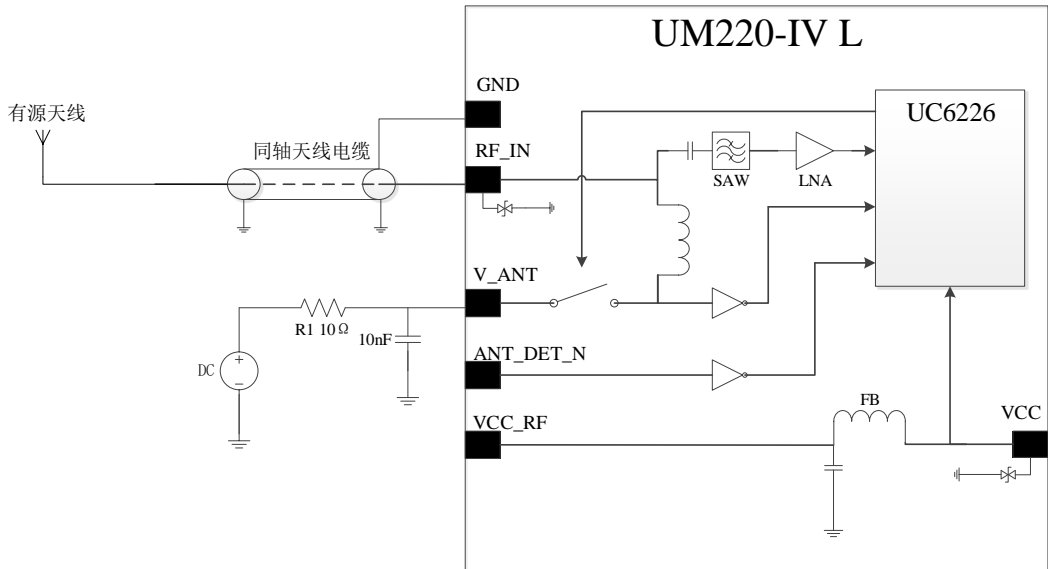 UM220-IV L
GND
UC6226
有源天线
同轴天线电缆
RF_IN
SAW
LNA
V_ANT
R1 10Ω
10nF
ANT_DET_N
DC
+
-
FB
VCC_RF
VCC